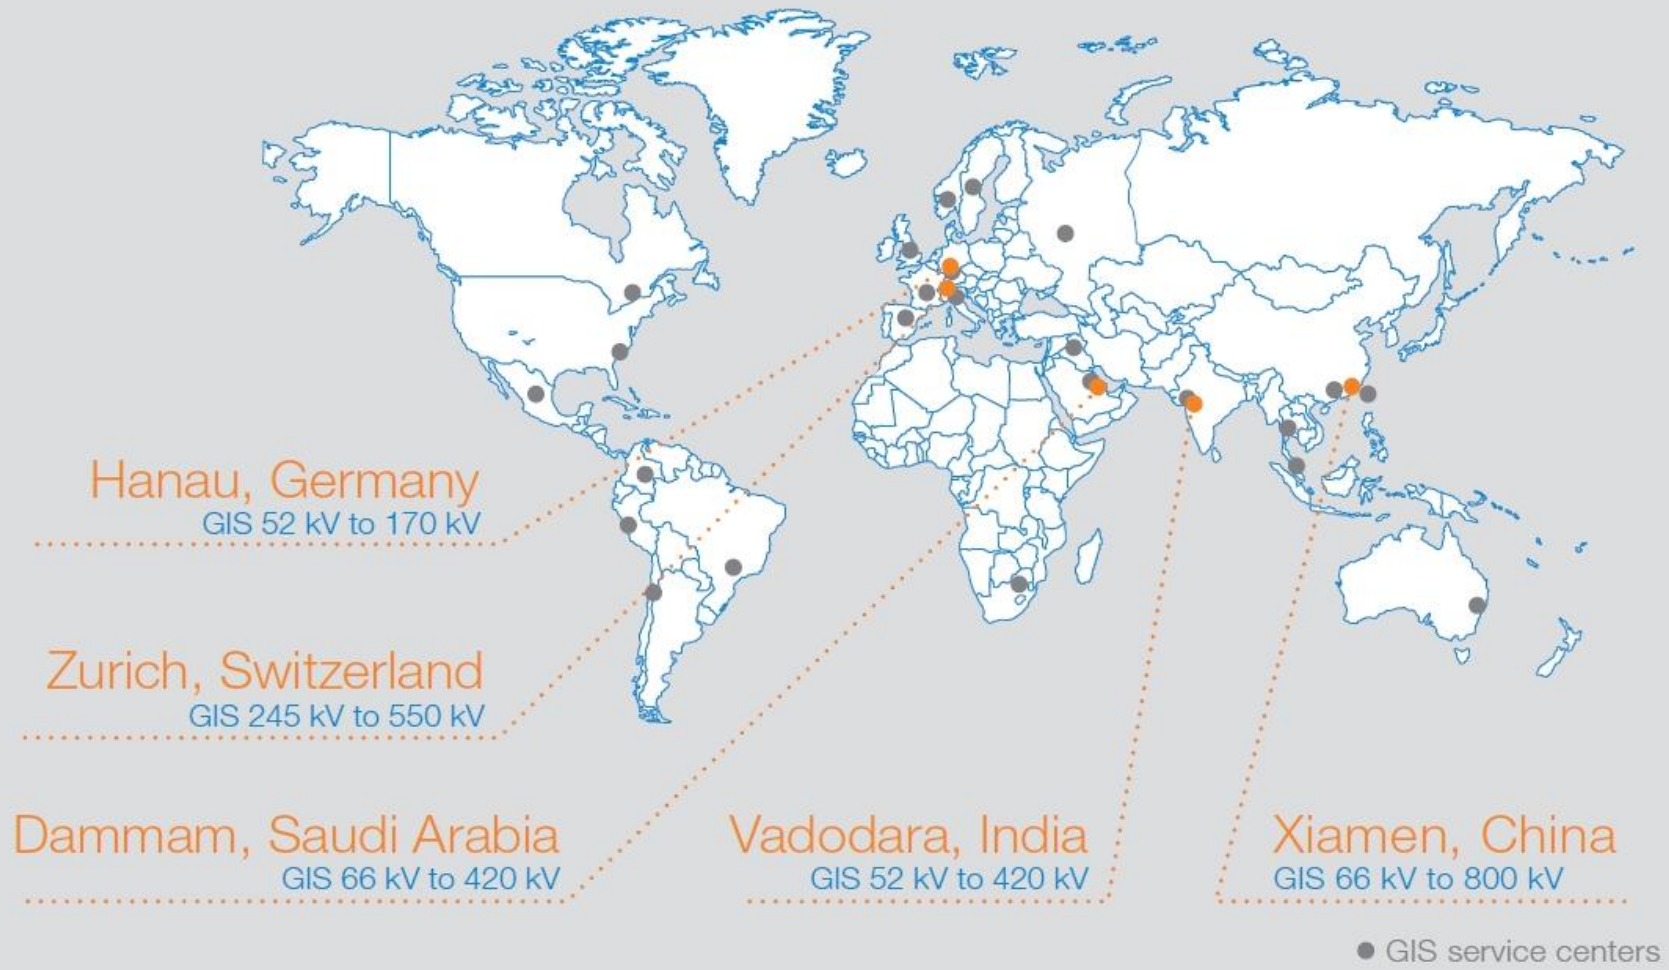 Hanau, Germany
GIS 52 kV to 170 kV
Zurich, Switzerland
GIS 245 kV to 550 kV
Dammam, Saudi Arabia
GIS 66 kV to 420 kV
Vadodara, India
GIS 52 kV to 420 kV
Xiamen, China
GIS 66 kV to 800 kV
GIS service centers